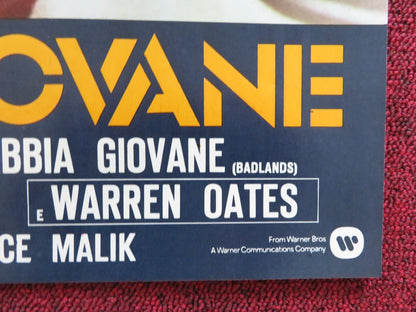 OVANE
BBIA GIOVANE (BADLANDS)
E WARREN OATES
CE MALIK
From Warner Bros
A Warner Communications Company